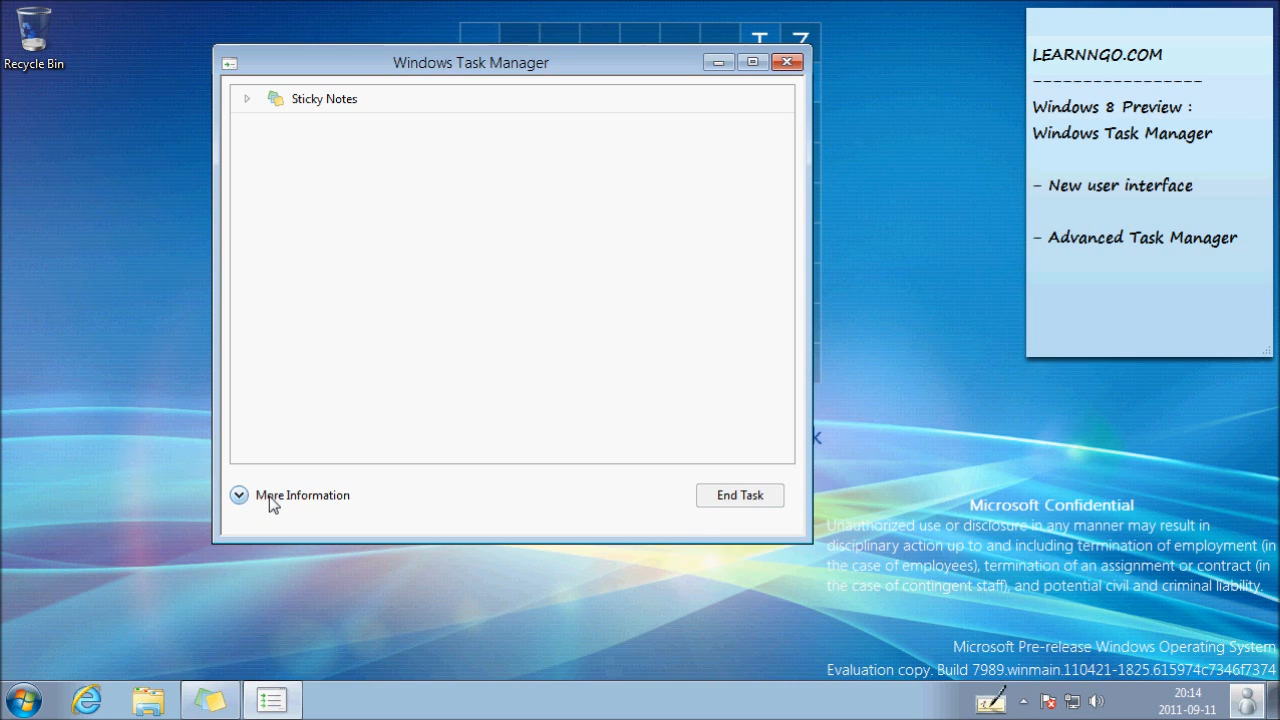 T Z
Recycle Bin
Windows Task Manager
Sticky Notes
More Information
End Task
LEARNNGO.COM
-----------------
Windows 8 Preview :
Windows Task Manager
- New user interface
- Advanced Task Manager
Microsoft Confidential
Unauthorized use or disclosure in any manner may result in
disciplinary action up to and including termination of employment (in
the case of employees), termination of an assignment or contract (in
the case of contingent staff), and potential civil and criminal liability.
Microsoft Pre-release Windows Operating System
Evaluation copy. Build 7989.winmain.110421-1825.615974c7346f7374
20:14
2011-09-11